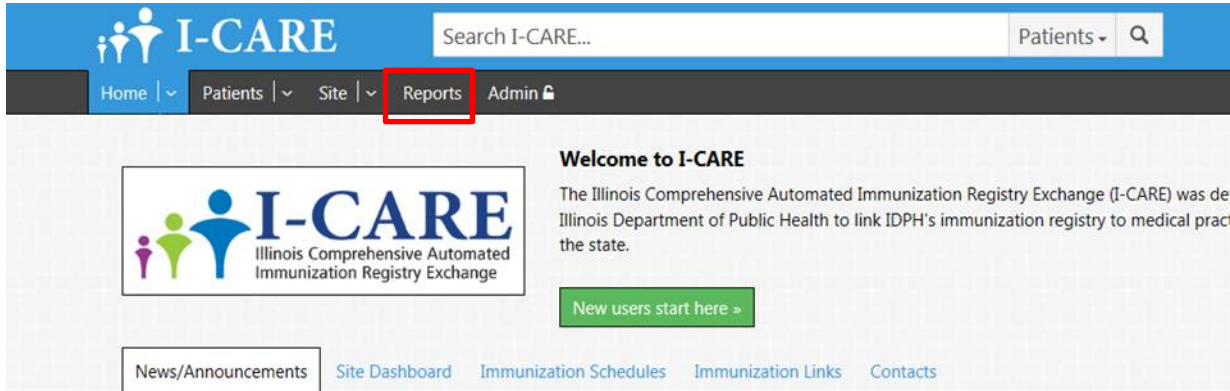 I-CARE
Search I-CARE...
Patients
Home
Patients
Site
Reports
Admin
Welcome to I-CARE
The Illinois Comprehensive Automated Immunization Registry Exchange (I-CARE) was de
Illinois Department of Public Health to link IDPH's immunization registry to medical prac
the state.
I-CARE
Illinois Comprehensive Automated
Immunization Registry Exchange
New users start here »
News/Announcements
Site Dashboard
Immunization Schedules
Immunization Links
Contacts